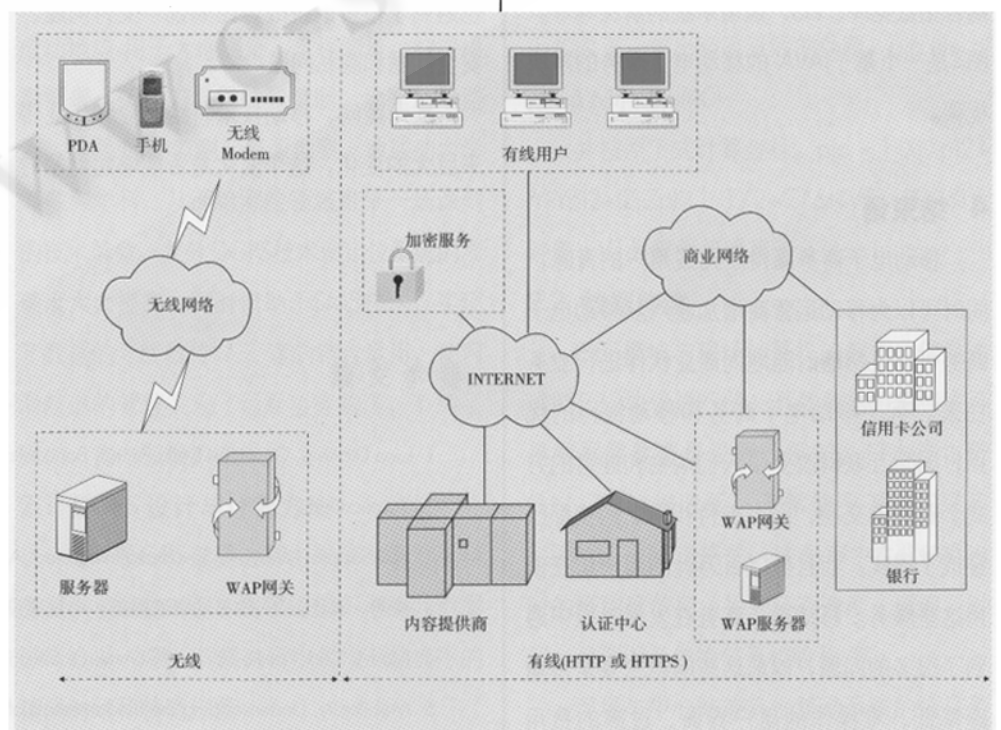 PDA
手机
无线
Modem
有线用户
加密服务
商业网络
无线网络
INTERNET
信用卡公司
WAP网关
服务器
WAP网关
银行
内容提供商
认证中心
WAP服务器
无线
有线(HTTP 或 HTTPS )